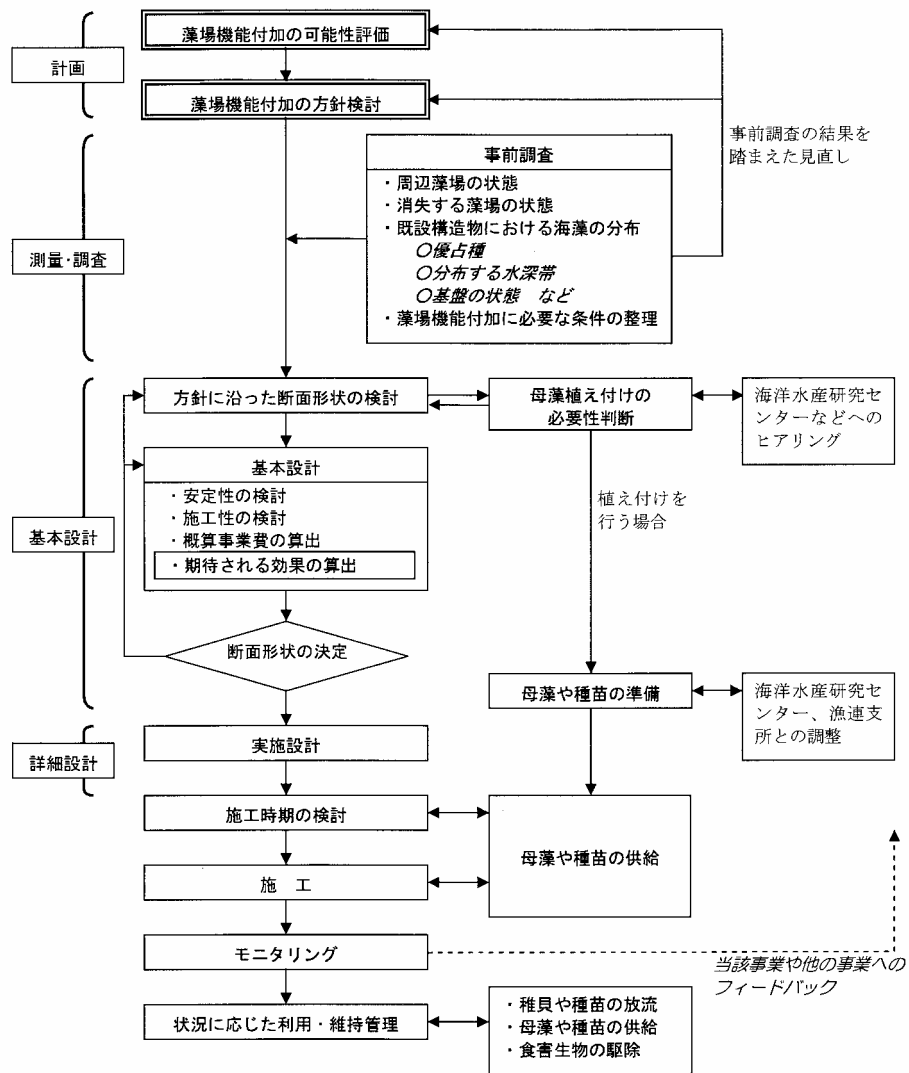 藻場機能付加の可能性評価
計画
藻場機能付加の方針検討
事前調査の結果を
踏まえた見直し
事前調査
・周辺藻場の状態
・消失する藻場の状態
・既設構造物における海藻の分布
○優占種
○分布する水深帯
○基盤の状態 など
・藻場機能付加に必要な条件の整理
測量・調査
方針に沿った断面形状の検討
母藻植え付けの
必要性判断
海洋水産研究セ
ンターなどへの
ヒアリング
基本設計
・安定性の検討
・施工性の検討
・概算事業費の算出
・期待される効果の算出
植え付けを
行う場合
基本設計
断面形状の決定
母藻や種苗の準備
海洋水産研究セ
ンター、漁連支
所との調整
実施設計
詳細設計
施工時期の検討
母藻や種苗の供給
施 工
モニタリング
当該事業や他の事業への
フィードバック
状況に応じた利用・維持管理
・稚貝や種苗の放流
・母藻や種苗の供給
・食害生物の駆除